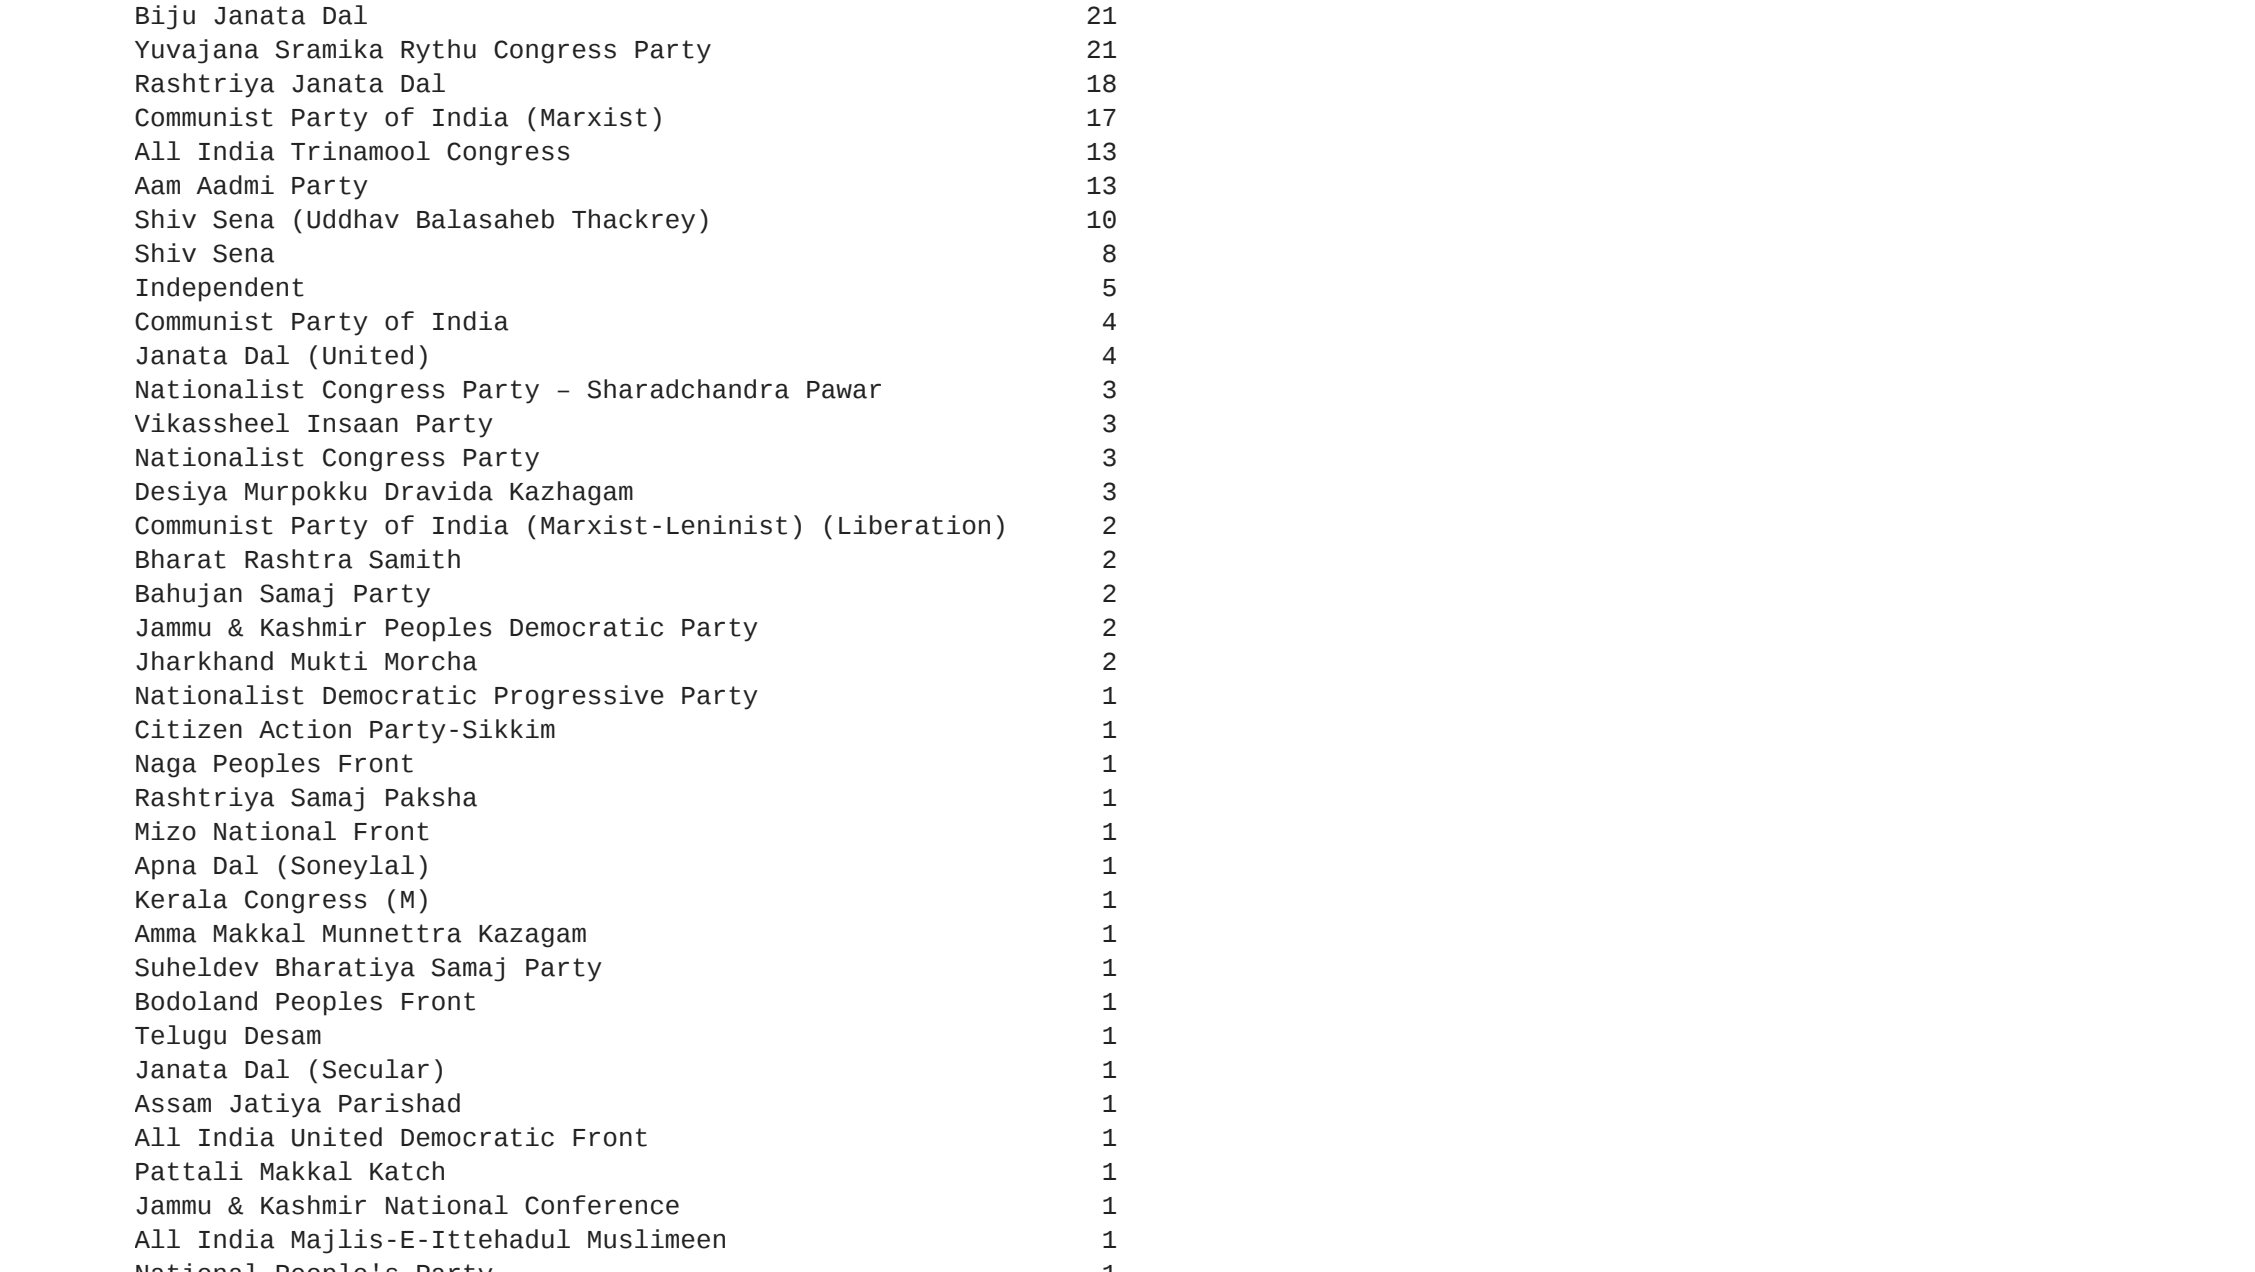 Biju Janata Dal 21
Yuvajana Sramika Rythu Congress Party 21
Rashtriya Janata Dal 18
Communist Party of India (Marxist) 17
All India Trinamool Congress 13
Aam Aadmi Party 13
Shiv Sena (Uddhav Balasaheb Thackrey) 10
Shiv Sena 8
Independent 5
Communist Party of India 4
Janata Dal (United) 4
Nationalist Congress Party – Sharadchandra Pawar 3
Vikassheel Insaan Party 3
Nationalist Congress Party 3
Desiya Murpokku Dravida Kazhagam 3
Communist Party of India (Marxist-Leninist) (Liberation) 2
Bharat Rashtra Samith 2
Bahujan Samaj Party 2
Jammu & Kashmir Peoples Democratic Party 2
Jharkhand Mukti Morcha 2
Nationalist Democratic Progressive Party 1
Citizen Action Party-Sikkim 1
Naga Peoples Front 1
Rashtriya Samaj Paksha 1
Mizo National Front 1
Apna Dal (Soneylal) 1
Kerala Congress (M) 1
Amma Makkal Munnettra Kazagam 1
Suheldev Bharatiya Samaj Party 1
Bodoland Peoples Front 1
Telugu Desam 1
Janata Dal (Secular) 1
Assam Jatiya Parishad 1
All India United Democratic Front 1
Pattali Makkal Katch 1
Jammu & Kashmir National Conference 1
All India Majlis-E-Ittehadul Muslimeen 1
National People's Party 1